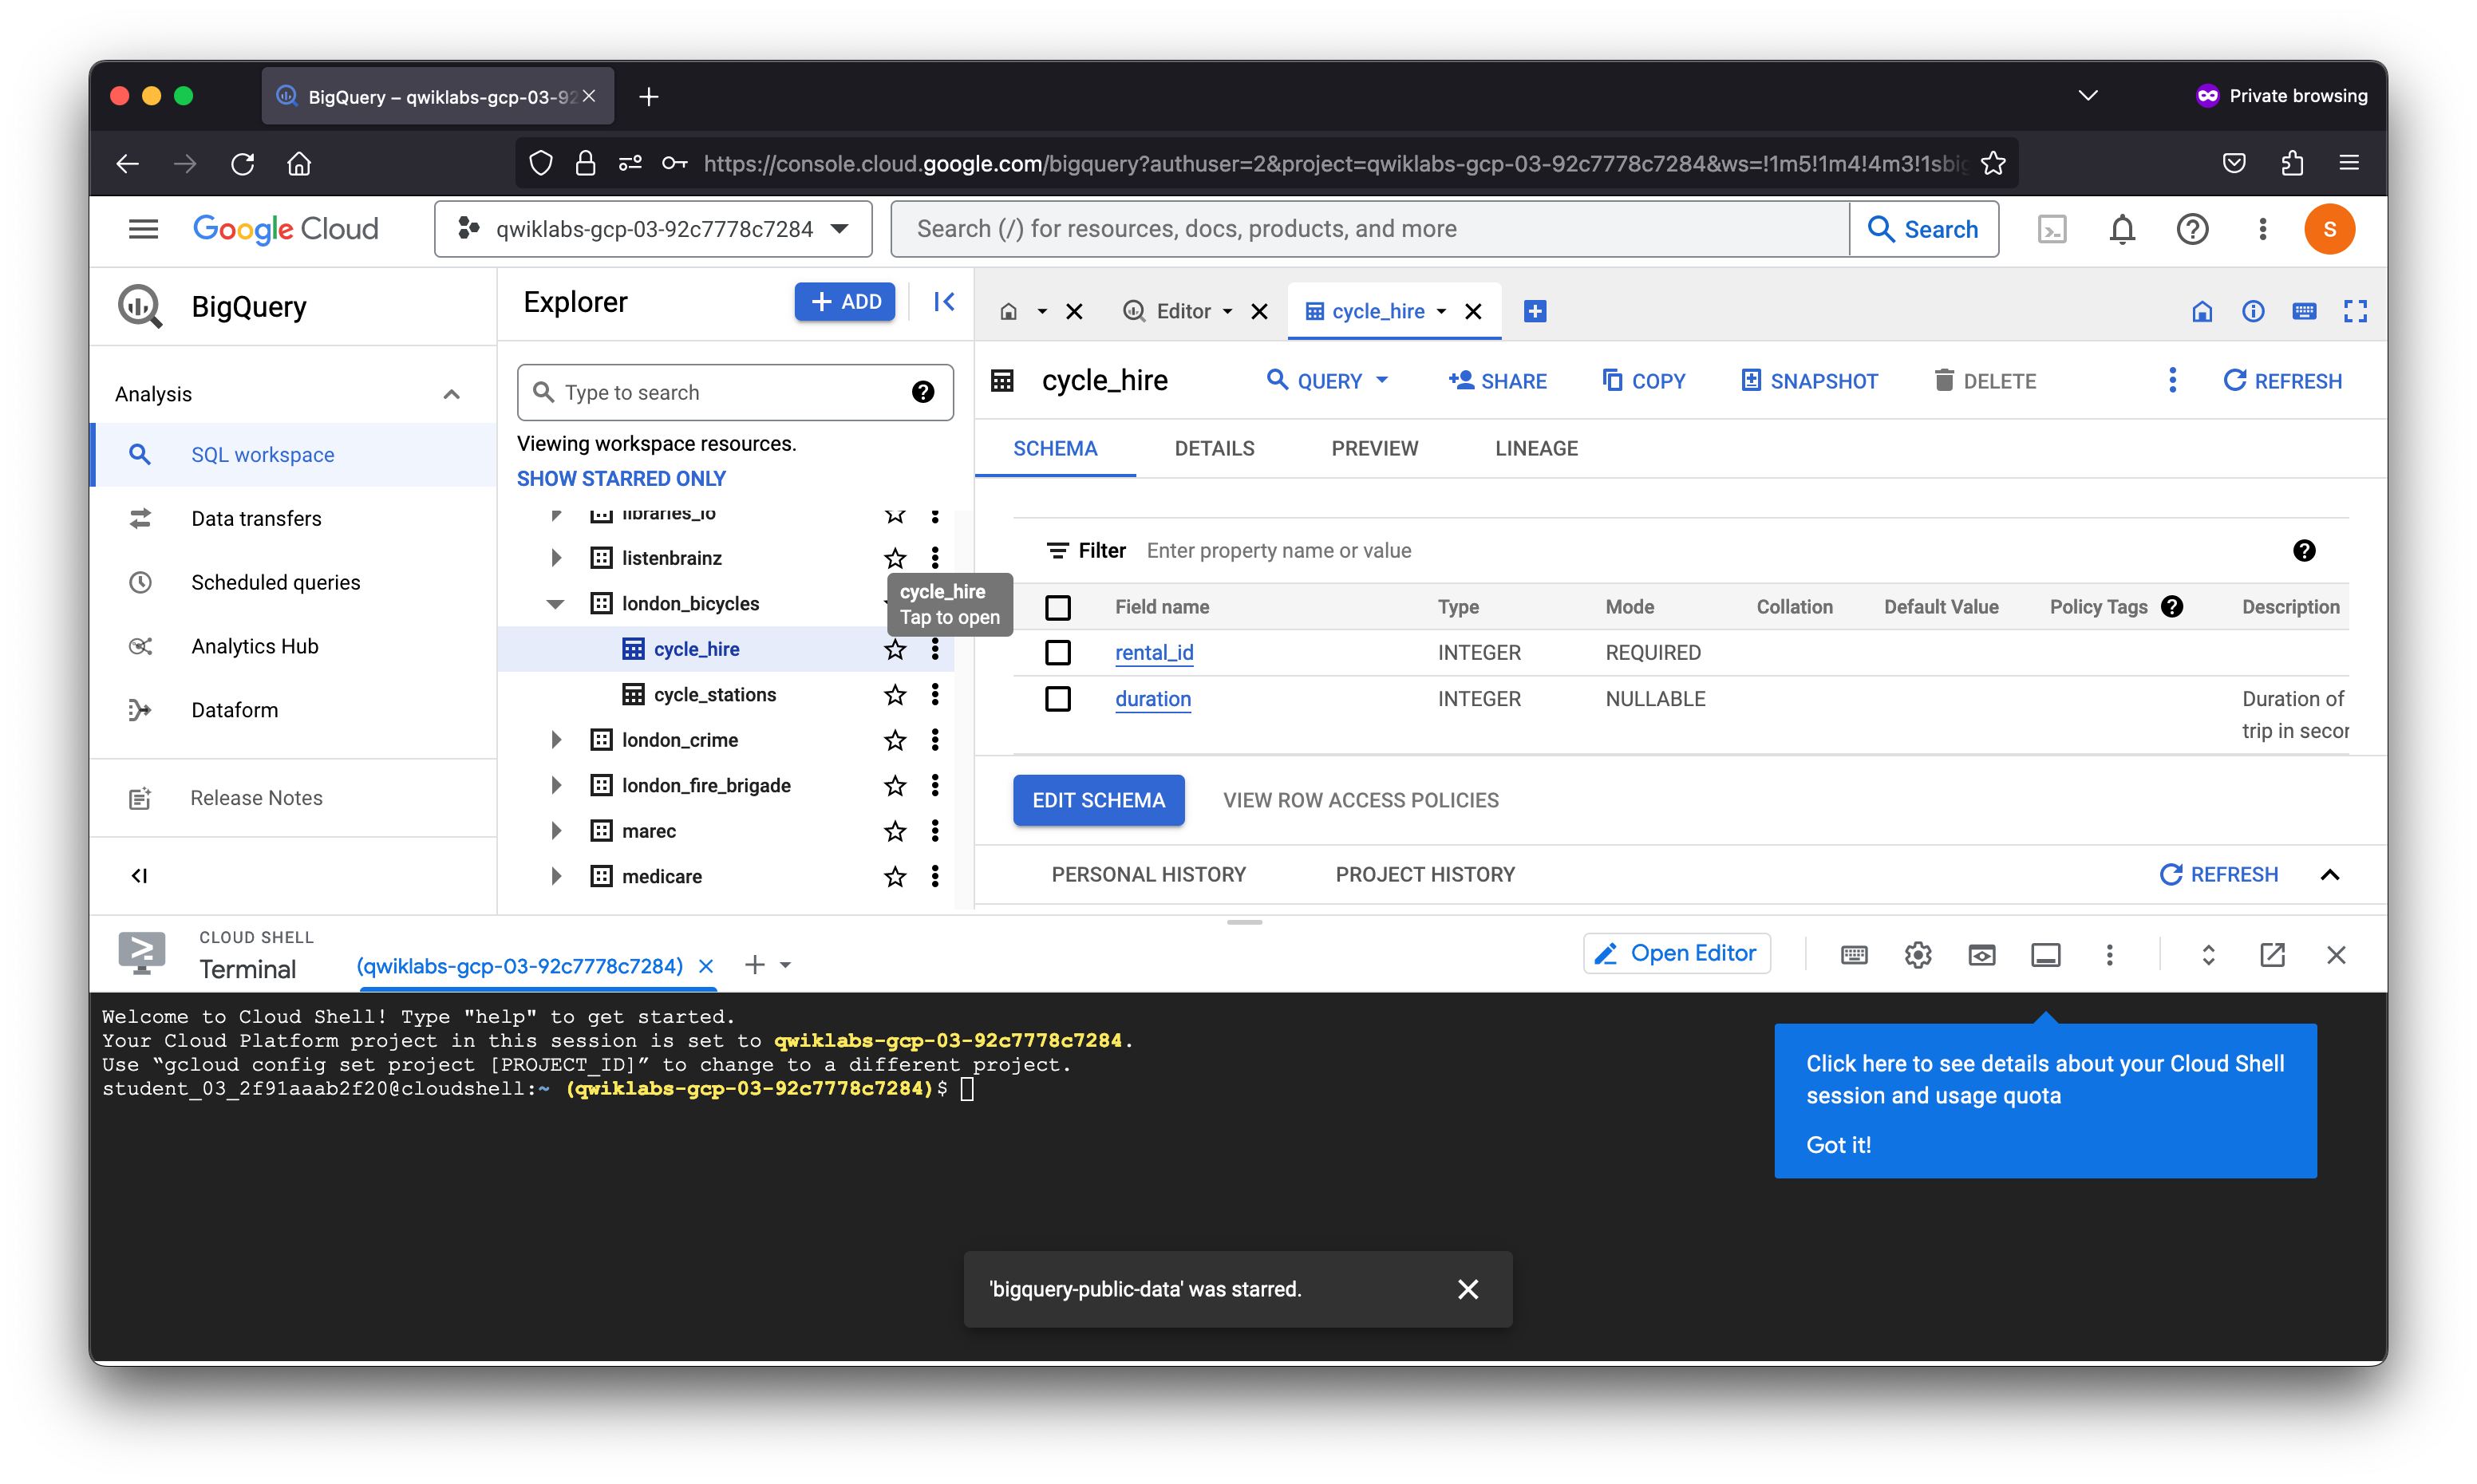 BigQuery – qwiklabs-gcp-03-92
Private browsing
https://console.cloud.google.com/bigquery?authuser=2&project=qwiklabs-gcp-03-92c7778c7284&ws=!1m5!1m4!4m3!1sbig
Google Cloud
qwiklabs-gcp-03-92c7778c7284
Search (/) for resources, docs, products, and more
Search
S
BigQuery
Analysis
SQL workspace
Data transfers
Scheduled queries
Analytics Hub
Dataform
Release Notes
Explorer
+ ADD
Type to search
Viewing workspace resources.
SHOW STARRED ONLY
libraries_io
listenbrainz
london_bicycles
cycle_hire
cycle_stations
london_crime
london_fire_brigade
marec
medicare
cycle_hire
Tap to open
Editor
cycle_hire
cycle_hire
QUERY
SHARE
COPY
SNAPSHOT
DELETE
REFRESH
SCHEMA
DETAILS
PREVIEW
LINEAGE
Filter
Enter property name or value
Field name
Type
Mode
Collation
Default Value
Policy Tags
Description
rental_id
INTEGER
REQUIRED
duration
INTEGER
NULLABLE
Duration of
trip in secon
EDIT SCHEMA
VIEW ROW ACCESS POLICIES
PERSONAL HISTORY
PROJECT HISTORY
REFRESH
CLOUD SHELL
Terminal
(qwiklabs-gcp-03-92c7778c7284)
Open Editor
Welcome to Cloud Shell! Type "help" to get started.
Your Cloud Platform project in this session is set to qwiklabs-gcp-03-92c7778c7284.
Use “gcloud config set project [PROJECT_ID]” to change to a different project.
student_03_2f91aaab2f20@cloudshell:~ (qwiklabs-gcp-03-92c7778c7284)$
Click here to see details about your Cloud Shell
session and usage quota
Got it!
'bigquery-public-data' was starred.